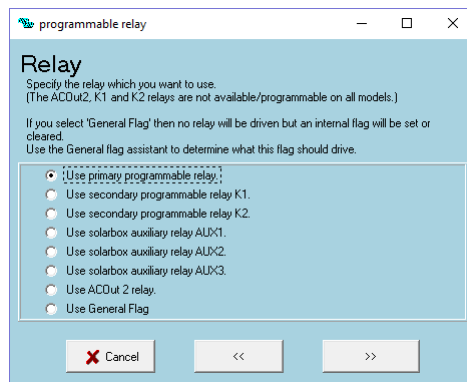 programmable relay
Relay
Specify the relay which you want to use.
(The ACOut2, K1 and K2 relays are not available/programmable on all models.)
If you select 'General Flag' then no relay will be driven but an internal flag will be set or
cleared.
Use the General flag assistant to determine what this flag should drive.
Use primary programmable relay.
Use secondary programmable relay K1.
Use secondary programmable relay K2.
Use solarbox auxiliary relay AUX1.
Use solarbox auxiliary relay AUX2.
Use solarbox auxiliary relay AUX3.
Use ACOut 2 relay.
Use General Flag
Cancel
<<
>>